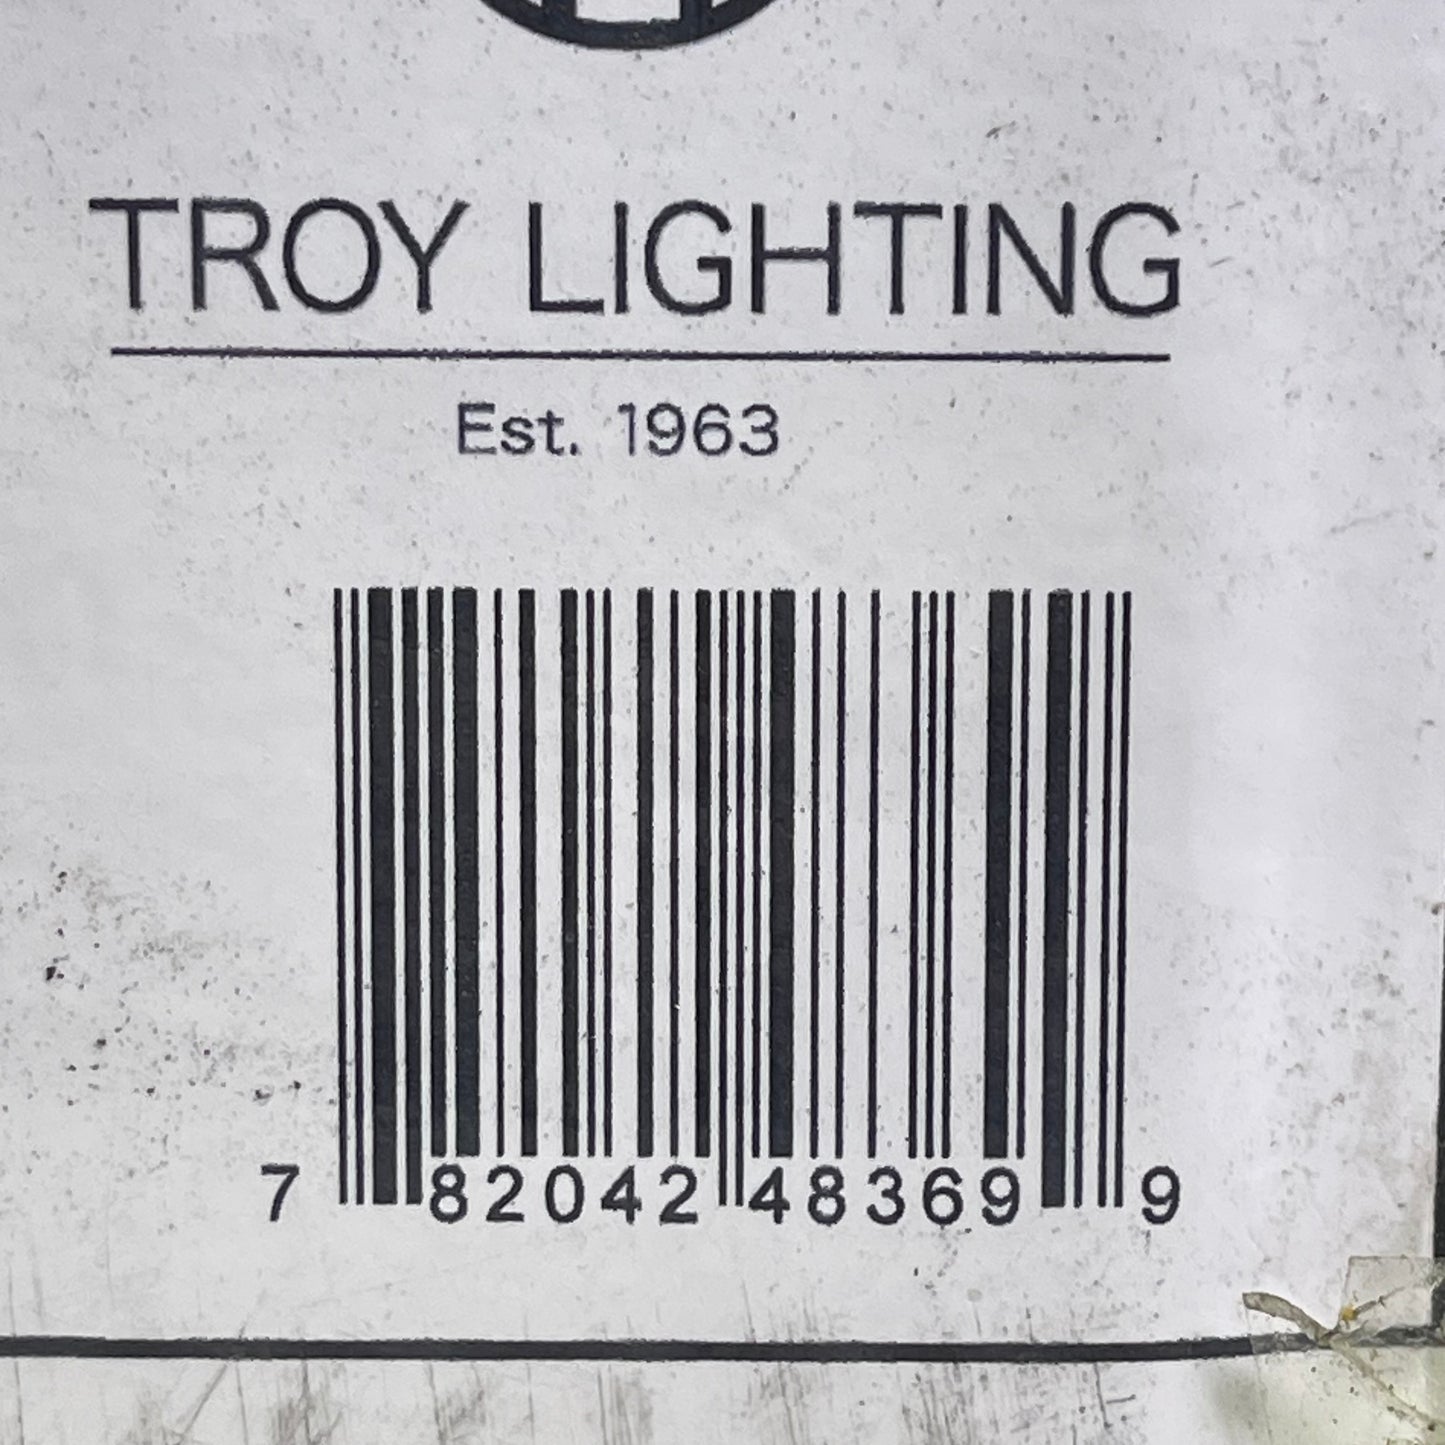 TROY LIGHTING
Est. 1963
7 82042 48369 9